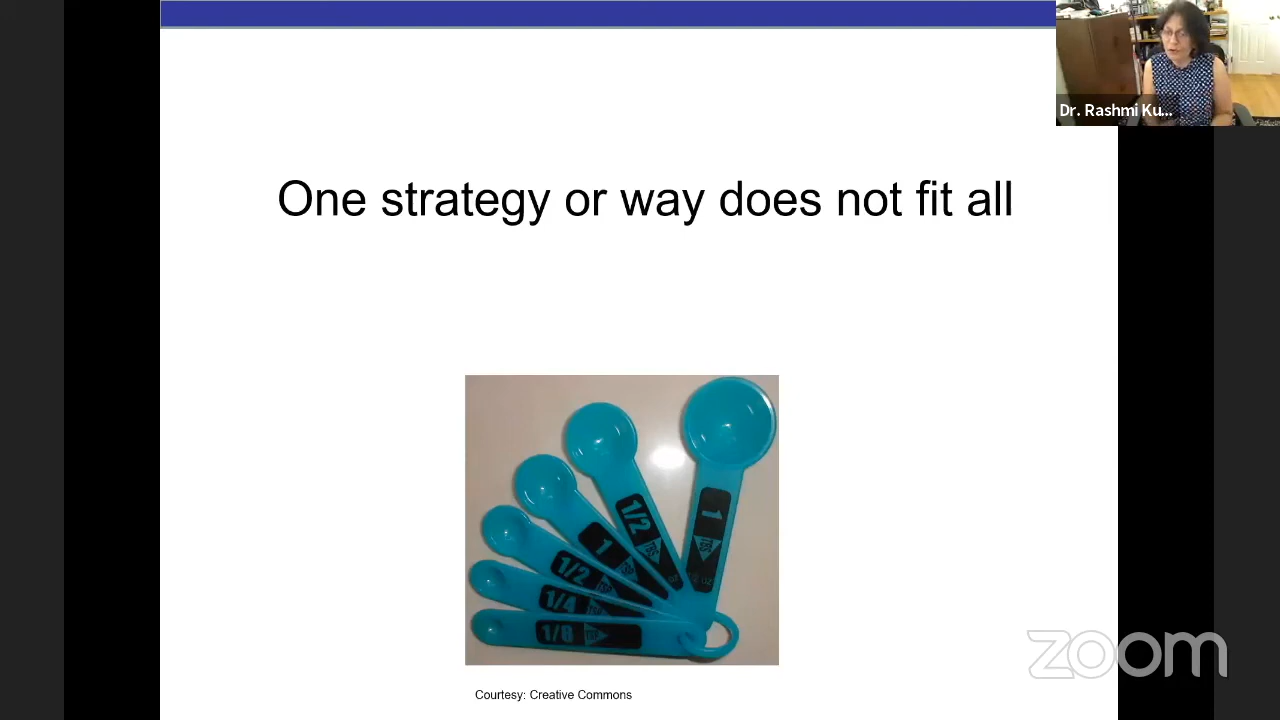 Dr. Rashmi Ku...
One strategy or way does not fit all
1
1/2
1
1/2
1/4
1/8
Courtesy: Creative Commons
zoom